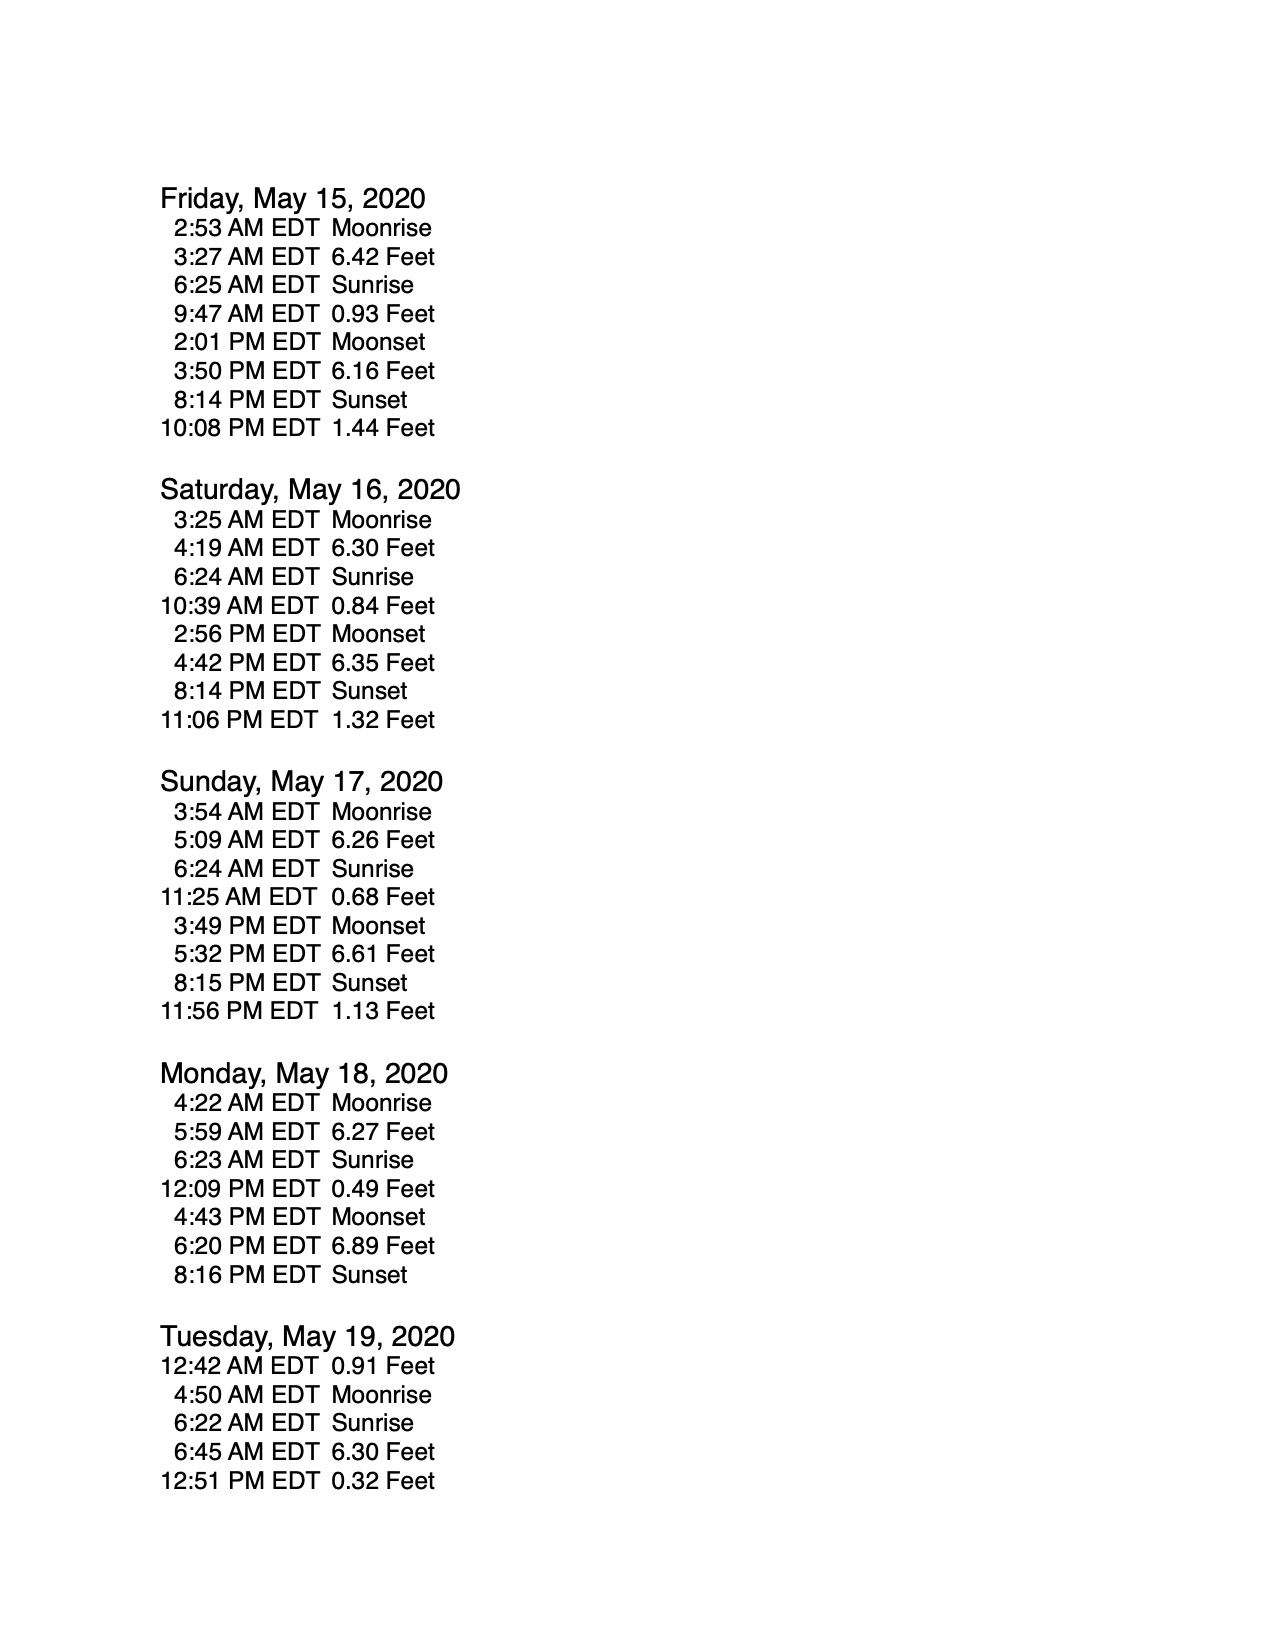 Friday, May 15, 2020
2:53 AM EDT Moonrise
3:27 AM EDT 6.42 Feet
6:25 AM EDT Sunrise
9:47 AM EDT 0.93 Feet
2:01 PM EDT Moonset
3:50 PM EDT 6.16 Feet
8:14 PM EDT Sunset
10:08 PM EDT 1.44 Feet
Saturday, May 16, 2020
3:25 AM EDT Moonrise
4:19 AM EDT 6.30 Feet
6:24 AM EDT Sunrise
10:39 AM EDT 0.84 Feet
2:56 PM EDT Moonset
4:42 PM EDT 6.35 Feet
8:14 PM EDT Sunset
11:06 PM EDT 1.32 Feet
Sunday, May 17, 2020
3:54 AM EDT Moonrise
5:09 AM EDT 6.26 Feet
6:24 AM EDT Sunrise
11:25 AM EDT 0.68 Feet
3:49 PM EDT Moonset
5:32 PM EDT 6.61 Feet
8:15 PM EDT Sunset
11:56 PM EDT 1.13 Feet
Monday, May 18, 2020
4:22 AM EDT Moonrise
5:59 AM EDT 6.27 Feet
6:23 AM EDT Sunrise
12:09 PM EDT 0.49 Feet
4:43 PM EDT Moonset
6:20 PM EDT 6.89 Feet
8:16 PM EDT Sunset
Tuesday, May 19, 2020
12:42 AM EDT 0.91 Feet
4:50 AM EDT Moonrise
6:22 AM EDT Sunrise
6:45 AM EDT 6.30 Feet
12:51 PM EDT 0.32 Feet